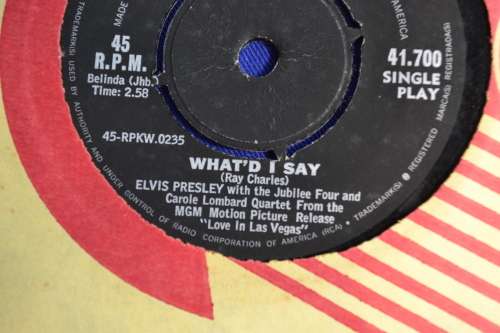 45
R.P.M.
Belinda (Jhb.)
Time: 2.58
41.700
SINGLE
PLAY
45-RPKW.0235
WHAT'D I SAY
(Ray Charles)
ELVIS PRESLEY with the Jubilee Four and
Carole Lombard Quartet From the
MGM Motion Picture Release
"Love in Las Vegas"
TRADEMARK(S) ® REGISTERED MARCA(S) REGISTRADA(S)
AMERICA
TRADEMARK(S) USED BY AUTHORITY AND UNDER CONTROL OF RADIO CORPORATION OF AMERICA (RCA) • TRADEMARK(S) ® REGISTERED